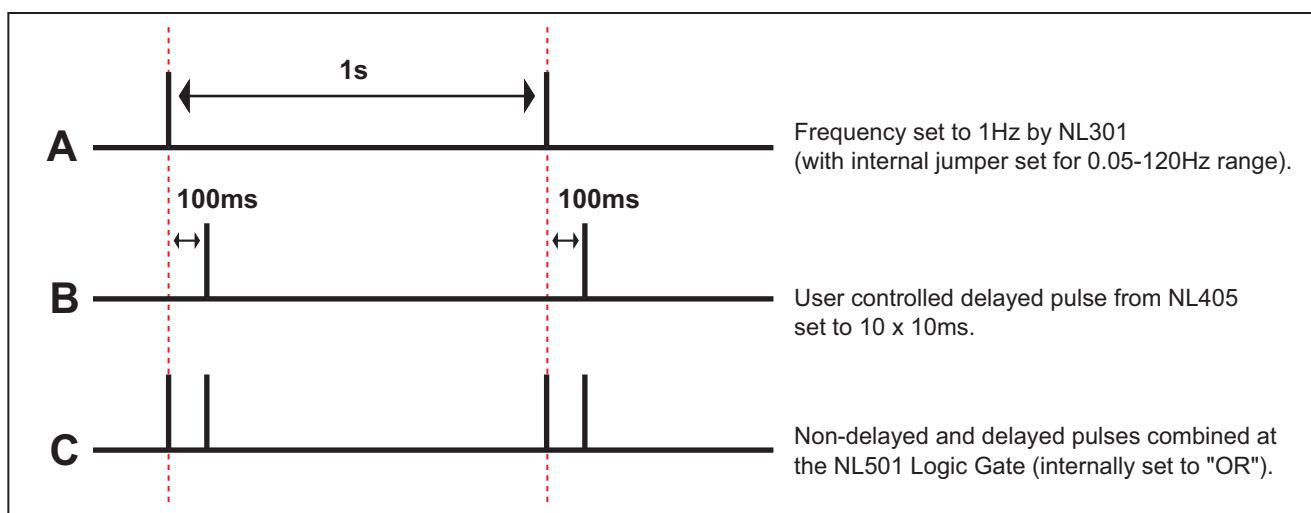 1s
A
Frequency set to 1Hz by NL301
(with internal jumper set for 0.05-120Hz range).
100ms
100ms
B
User controlled delayed pulse from NL405
set to 10 x 10ms.
C
Non-delayed and delayed pulses combined at
the NL501 Logic Gate (internally set to "OR").